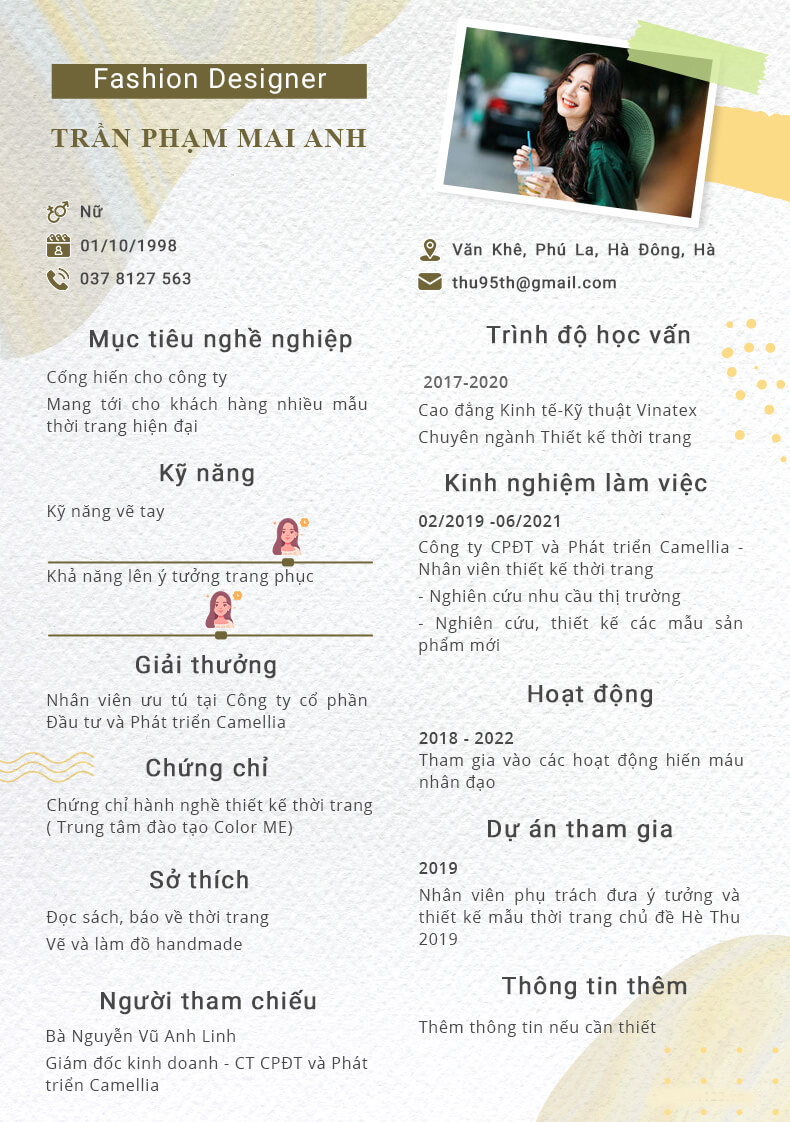 Fashion Designer
TRẦN PHẠM MAI ANH
Nữ
01/10/1998
037 8127 563
Văn Khê, Phú La, Hà Đông, Hà
thu95th@gmail.com
Mục tiêu nghề nghiệp
Cống hiến cho công ty
Mang tới cho khách hàng nhiều mẫu
thời trang hiện đại
Kỹ năng
Kỹ năng vẽ tay
Khả năng lên ý tưởng trang phục
Giải thưởng
Nhân viên ưu tú tại Công ty cổ phần
Đầu tư và Phát triển Camellia
Chứng chỉ
Chứng chỉ hành nghề thiết kế thời trang
( Trung tâm đào tạo Color ME)
Sở thích
Đọc sách, báo về thời trang
Vẽ và làm đồ handmade
Người tham chiếu
Bà Nguyễn Vũ Anh Linh
Giám đốc kinh doanh - CT CPĐT và Phát
triển Camellia
Trình độ học vấn
2017-2020
Cao đẳng Kinh tế-Kỹ thuật Vinatex
Chuyên ngành Thiết kế thời trang
Kinh nghiệm làm việc
02/2019 -06/2021
Công ty CPĐT và Phát triển Camellia -
Nhân viên thiết kế thời trang
- Nghiên cứu nhu cầu thị trường
- Nghiên cứu, thiết kế các mẫu sản
phẩm mới
Hoạt động
2018 - 2022
Tham gia vào các hoạt động hiến máu
nhân đạo
Dự án tham gia
2019
Nhân viên phụ trách đưa ý tưởng và
thiết kế mẫu thời trang chủ đề Hè Thu
2019
Thông tin thêm
Thêm thông tin nếu cần thiết